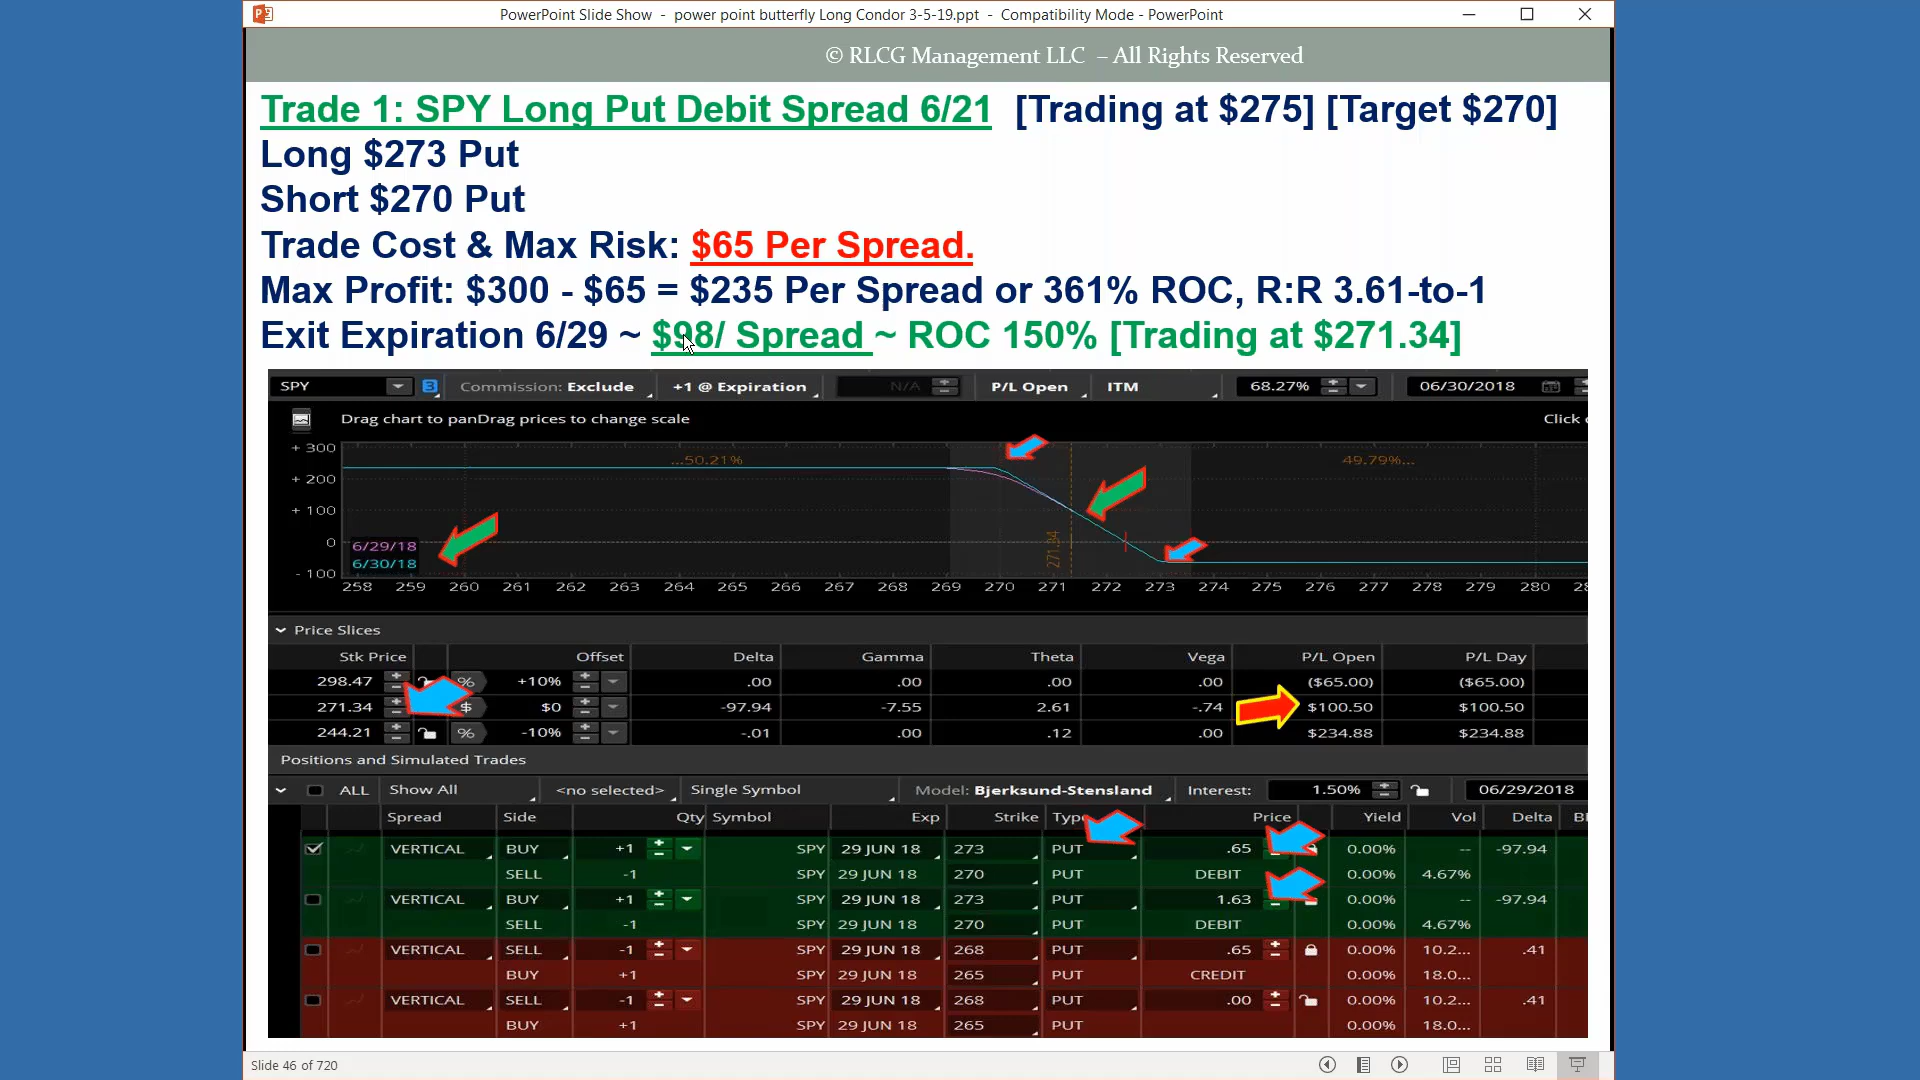 PowerPoint Slide Show - power point butterfly Long Condor 3-5-19.ppt - Compatibility Mode - PowerPoint
© RLCG Management LLC – All Rights Reserved
Trade 1: SPY Long Put Debit Spread 6/21 [Trading at $275] [Target $270]
Long $273 Put
Short $270 Put
Trade Cost & Max Risk: $65 Per Spread.
Max Profit: $300 - $65 = $235 Per Spread or 361% ROC, R:R 3.61-to-1
Exit Expiration 6/29 ~ $98/ Spread ~ ROC 150% [Trading at $271.34]
SPY 3 Commission: Exclude +1 @ Expiration N/A P/L Open ITM 68.27% 06/30/2018
Drag chart to panDrag prices to change scale Click
+ 300
...50.21% 49.79%...
+ 200
+ 100
0
- 100
6/29/18
6/30/18
271.34
258 259 260 261 262 263 264 265 266 267 268 269 270 271 272 273 274 275 276 277 278 279 280
Price Slices
Stk Price Offset Delta Gamma Theta Vega P/L Open P/L Day
298.47 % +10% .00 .00 .00 .00 ($65.00) ($65.00)
271.34 $ $0 -97.94 -7.55 2.61 -.74 $100.50 $100.50
244.21 % -10% -.01 .00 .12 .00 $234.88 $234.88
Positions and Simulated Trades
ALL Show All <no selected> Single Symbol Model: Bjerksund-Stensland Interest: 1.50% 06/29/2018
Spread Side Qty Symbol Exp Strike Type Price Yield Vol Delta
VERTICAL BUY +1 SPY 29 JUN 18 273 PUT .65 0.00% -- -97.94
SELL -1 SPY 29 JUN 18 270 PUT DEBIT 0.00% 4.67%
VERTICAL BUY +1 SPY 29 JUN 18 273 PUT 1.63 0.00% -- -97.94
SELL -1 SPY 29 JUN 18 270 PUT DEBIT 0.00% 4.67%
VERTICAL SELL -1 SPY 29 JUN 18 268 PUT .65 0.00% 10.2... .41
BUY +1 SPY 29 JUN 18 265 PUT CREDIT 0.00% 18.0...
VERTICAL SELL -1 SPY 29 JUN 18 268 PUT .00 0.00% 10.2... .41
BUY +1 SPY 29 JUN 18 265 PUT 0.00% 18.0...
Slide 46 of 720